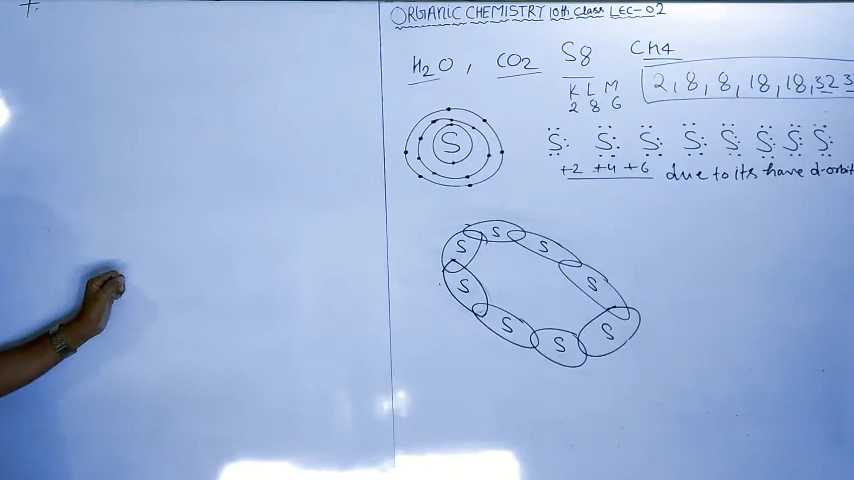 +
ORGANIC CHEMISTRY 10th Class LEC-02
H2O, CO2 S8 CH4
K L M
2 8 6
2, 8, 8, 18, 18, 32 3
S
S S S S S S S S
+2 +4 +6 due to its have d-orbit
S S S
S S
S S S